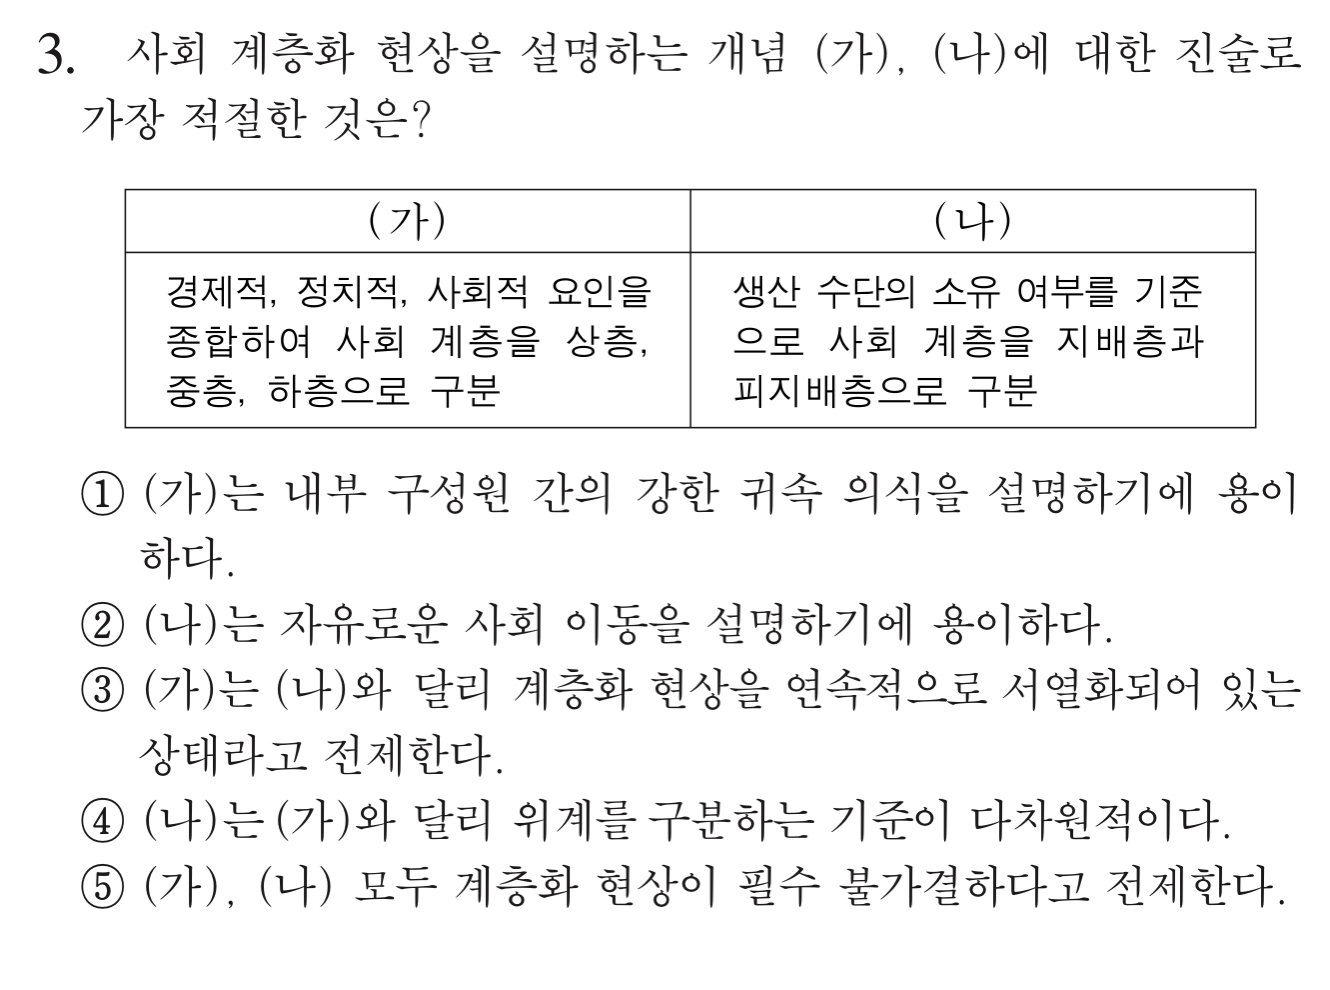 3. 사회 계층화 현상을 설명하는 개념 (가), (나)에 대한 진술로
가장 적절한 것은?
(가) (나)
경제적, 정치적, 사회적 요인을
종합하여 사회 계층을 상층,
중층, 하층으로 구분
생산 수단의 소유 여부를 기준
으로 사회 계층을 지배층과
피지배층으로 구분
① (가)는 내부 구성원 간의 강한 귀속 의식을 설명하기에 용이
하다.
② (나)는 자유로운 사회 이동을 설명하기에 용이하다.
③ (가)는 (나)와 달리 계층화 현상을 연속적으로 서열화되어 있는
상태라고 전제한다.
④ (나)는 (가)와 달리 위계를 구분하는 기준이 다차원적이다.
⑤ (가), (나) 모두 계층화 현상이 필수 불가결하다고 전제한다.